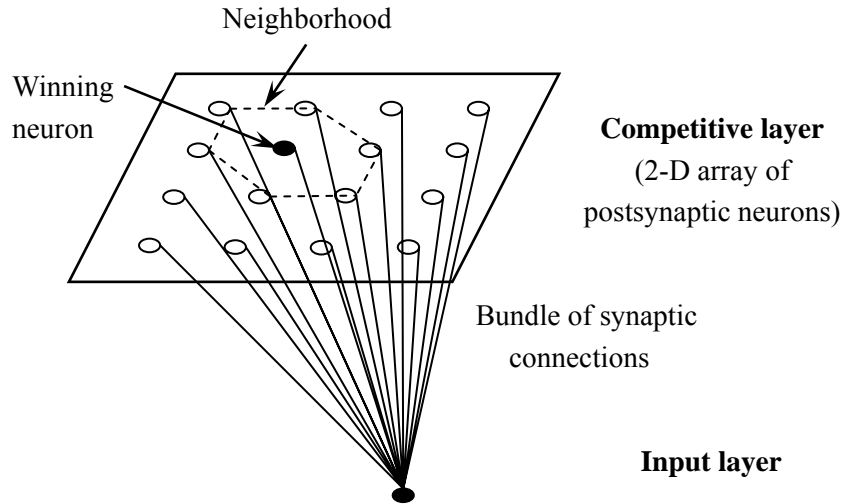 Neighborhood
Winning
neuron
Competitive layer
(2-D array of
postsynaptic neurons)
Bundle of synaptic
connections
Input layer